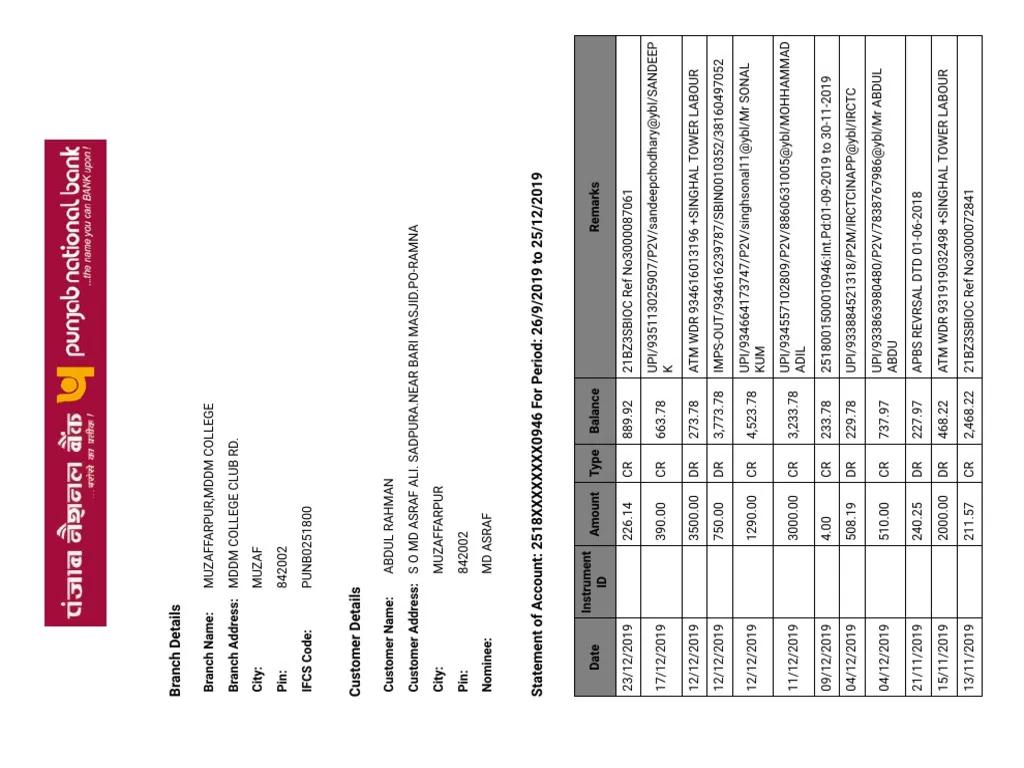 पंजाब नैशनल बैंक punjab national bank
...भरोसे का प्रतीक ! ...the name you can BANK upon !
Branch Details
Branch Name: MUZAFFARPUR,MDDM COLLEGE
Branch Address: MDDM COLLEGE CLUB RD.
City: MUZAF
Pin: 842002
IFCS Code: PUNB0251800
Customer Details
Customer Name: ABDUL RAHMAN
Customer Address: S O MD ASRAF ALI. SADPURA.NEAR BARI MASJID.PO-RAMNA
City: MUZAFFARPUR
Pin: 842002
Nominee: MD ASRAF
Statement of Account: 2518XXXXXXXXX0946 For Period: 26/9/2019 to 25/12/2019
Date Instrument ID Amount Type Balance Remarks
23/12/2019 226.14 CR 889.92 21BZ3SBIOC Ref No3000087061
17/12/2019 390.00 CR 663.78 UPI/935113025907/P2V/sandeepchodhary@ybl/SANDEEP
K
12/12/2019 3500.00 DR 273.78 ATM WDR 934616013196 +SINGHAL TOWER LABOUR
12/12/2019 750.00 DR 3,773.78 IMPS-OUT/934616239787/SBIN0010352/38160497052
12/12/2019 1290.00 CR 4,523.78 UPI/934664173747/P2V/singhsonal11@ybl/Mr SONAL
KUM
11/12/2019 3000.00 CR 3,233.78 UPI/934557102809/P2V/8860631005@ybl/MOHHAMMAD
ADIL
09/12/2019 4.00 CR 233.78 2518001500010946:Int.Pd:01-09-2019 to 30-11-2019
04/12/2019 508.19 DR 229.78 UPI/933884521318/P2M/IRCTCINAPP@ybl/IRCTC
04/12/2019 510.00 CR 737.97 UPI/933863980480/P2V/7838767986@ybl/Mr ABDUL
ABDU
21/11/2019 240.25 DR 227.97 APBS REVRSAL DTD 01-06-2018
15/11/2019 2000.00 DR 468.22 ATM WDR 931919032498 +SINGHAL TOWER LABOUR
13/11/2019 211.57 CR 2,468.22 21BZ3SBIOC Ref No3000072841